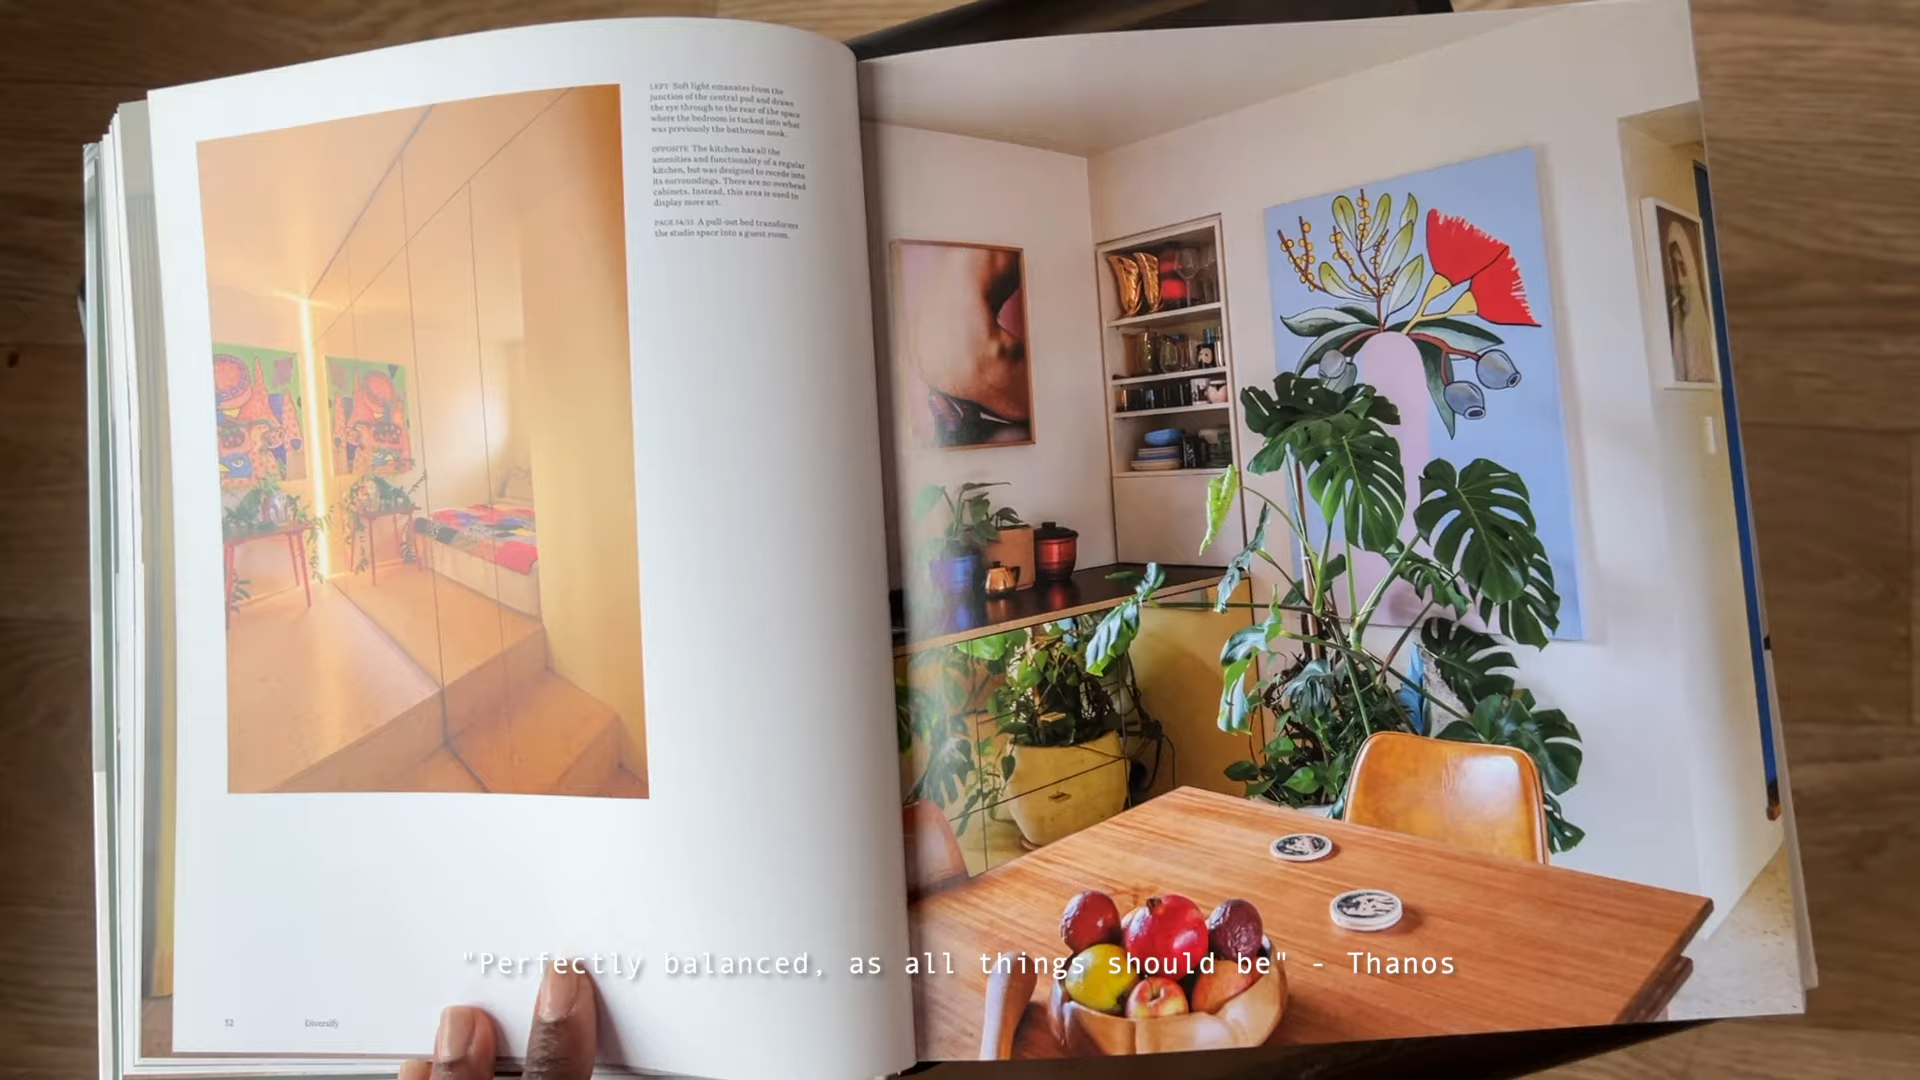 LEFT Soft light emanates from the
junction of the central pod and draws
the eye through to the rear of the space
where the bedroom is tucked into what
was previously the bathroom nook.
OPPOSITE The kitchen has all the
amenities and functionality of a regular
kitchen, but was designed to recede into
its surroundings. There are no overhead
cabinets. Instead, this area is used to
display more art.
PAGE 54/55 A pull-out bed transforms
the studio space into a guest room.
"Perfectly balanced, as all things should be" - Thanos
52 Diversify